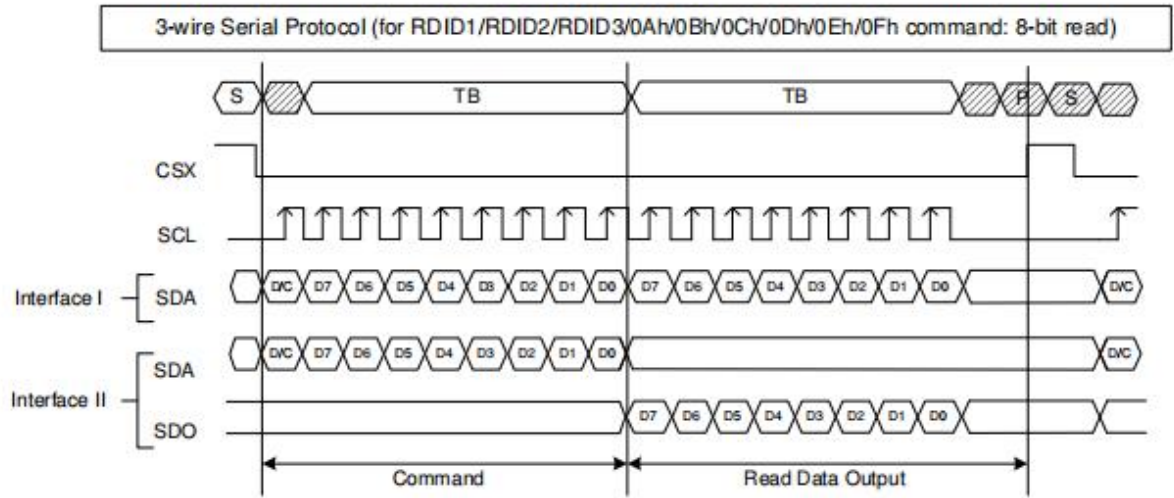 3-wire Serial Protocol (for RDID1/RDID2/RDID3/0Ah/0Bh/0Ch/0Dh/0Eh/0Fh command: 8-bit read)
S TB TB P S
CSX
SCL
Interface I SDA D/C D7 D6 D5 D4 D3 D2 D1 D0 D7 D6 D5 D4 D3 D2 D1 D0 D/C
SDA D/C D7 D6 D5 D4 D3 D2 D1 D0 D/C
Interface II
SDO D7 D6 D5 D4 D3 D2 D1 D0
Command Read Data Output